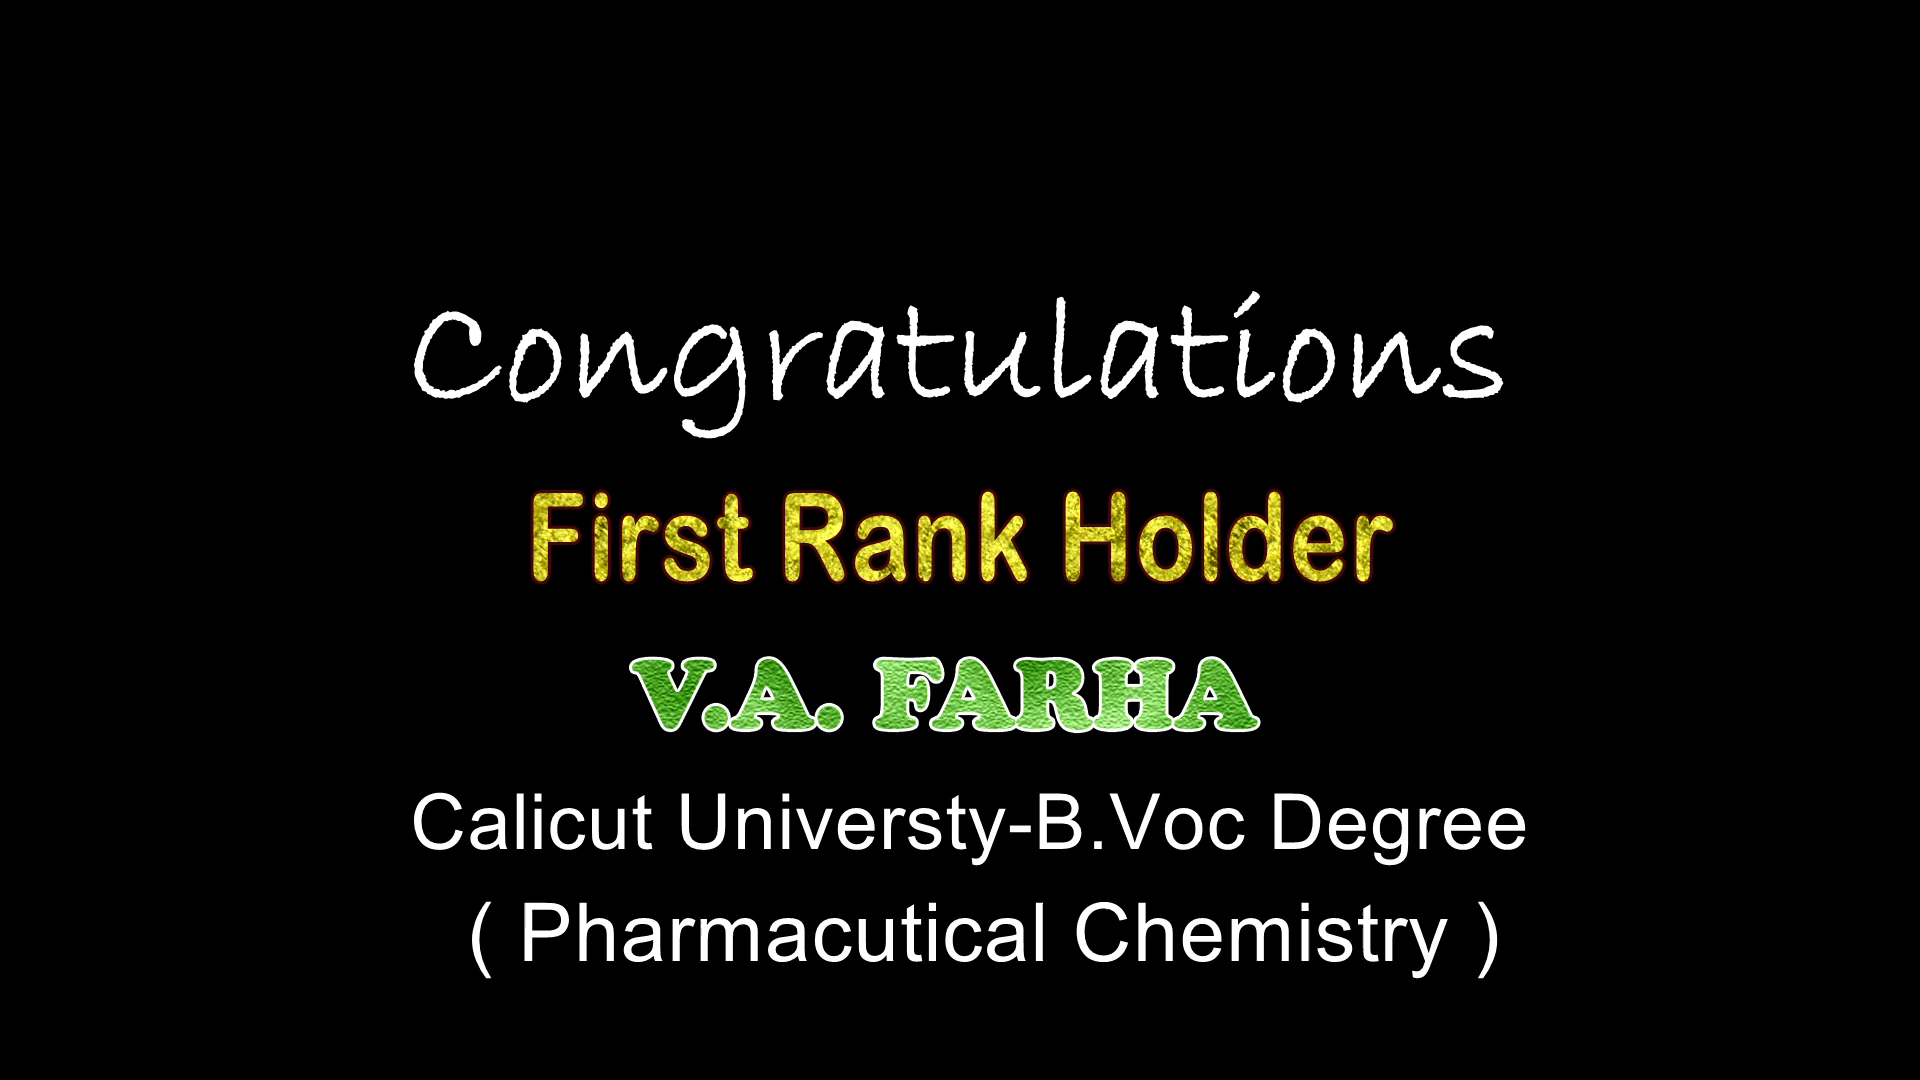 Congratulations
First Rank Holder
V.A. FARHA
Calicut Universty-B.Voc Degree
( Pharmacutical Chemistry )